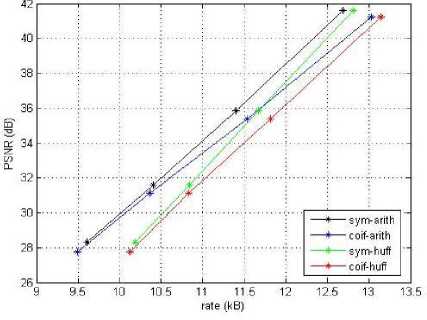 42
40
38
36
34
32
30
28
26
PSNR (dB)
sym-arith
coif-arith
sym-huff
coif-huff
9 9.5 10 10.5 11 11.5 12 12.5 13 13.5
rate (kB)